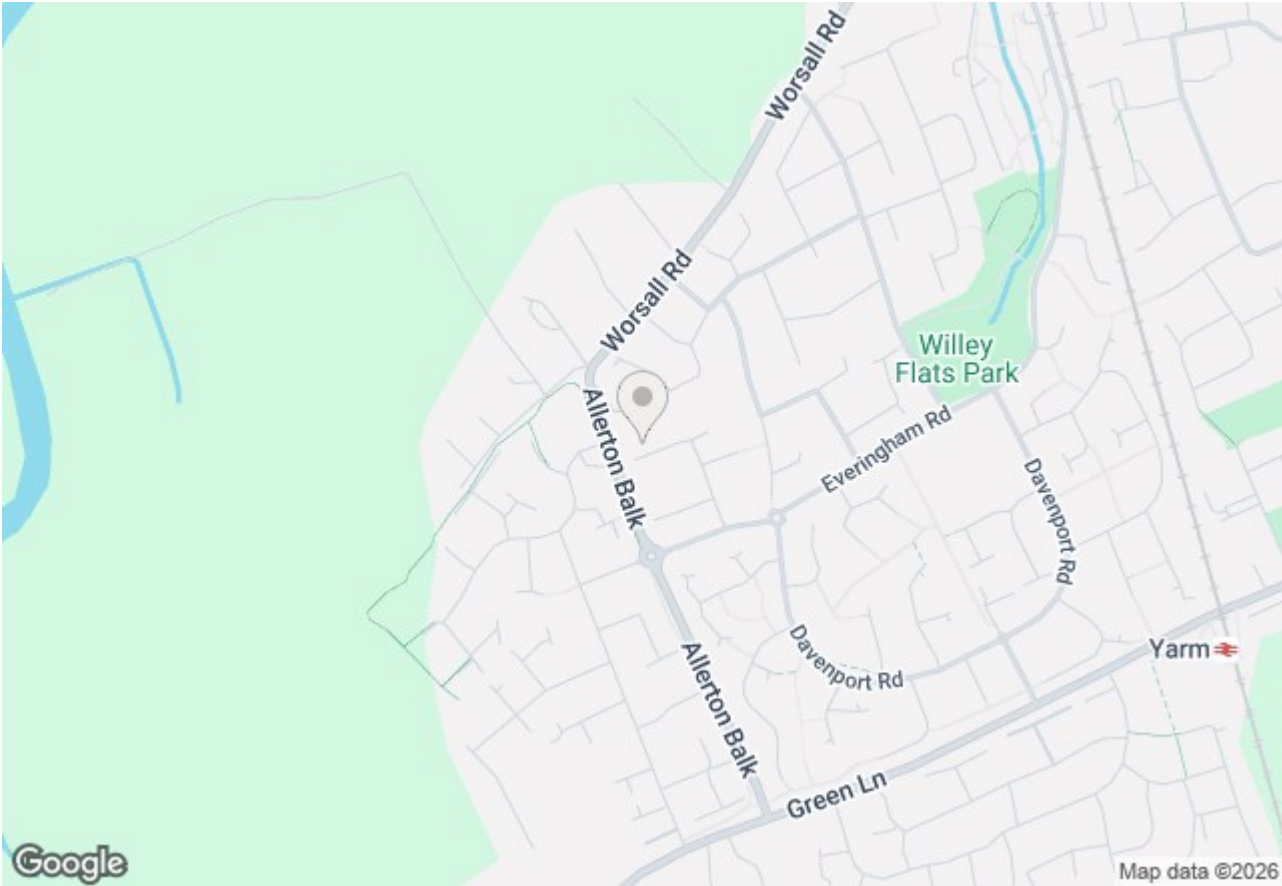 Worsall Rd
Worsall Rd
Willey
Flats Park
Allerton Balk
Everingham Rd
Davenport Rd
Davenport Rd
Yarm
Allerton Balk
Green Ln
Google
Map data ©2026